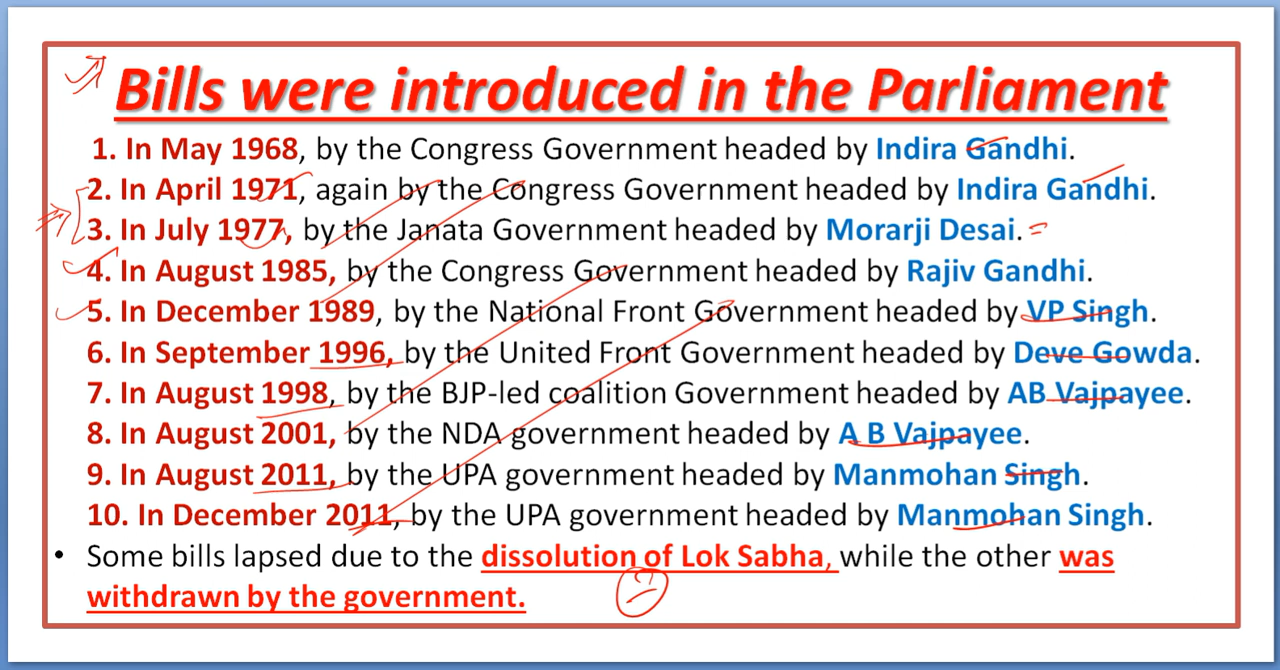 Bills were introduced in the Parliament
1. In May 1968, by the Congress Government headed by Indira Gandhi.
2. In April 1971, again by the Congress Government headed by Indira Gandhi.
3. In July 1977, by the Janata Government headed by Morarji Desai.
4. In August 1985, by the Congress Government headed by Rajiv Gandhi.
5. In December 1989, by the National Front Government headed by VP Singh.
6. In September 1996, by the United Front Government headed by Deve Gowda.
7. In August 1998, by the BJP-led coalition Government headed by AB Vajpayee.
8. In August 2001, by the NDA government headed by A B Vajpayee.
9. In August 2011, by the UPA government headed by Manmohan Singh.
10. In December 2011, by the UPA government headed by Manmohan Singh.
• Some bills lapsed due to the dissolution of Lok Sabha, while the other was
withdrawn by the government.